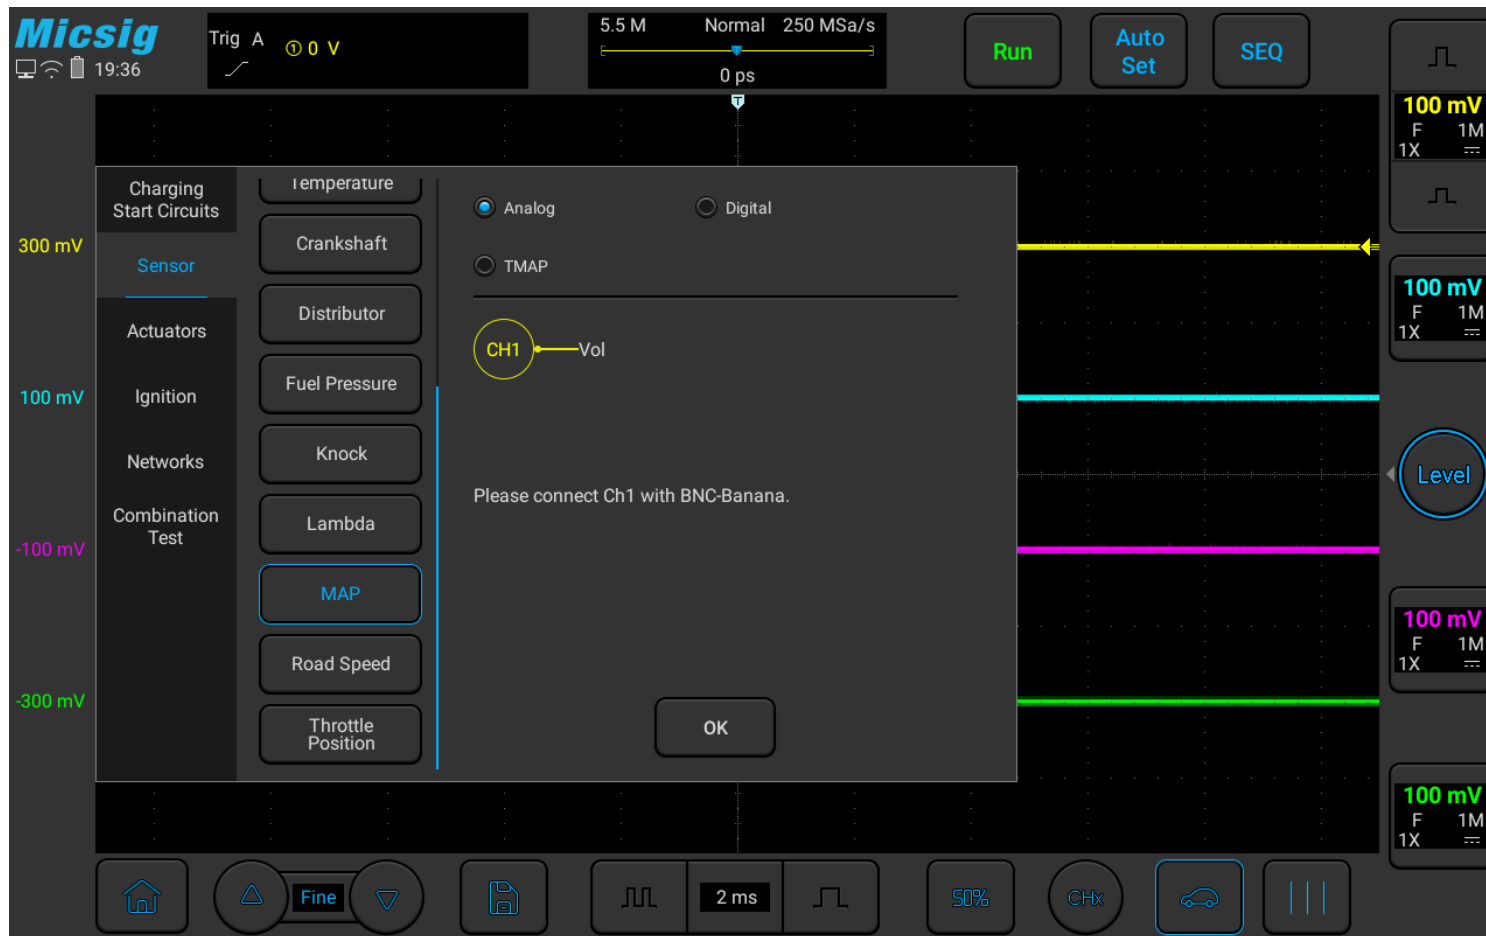 Micsig
19:36
Trig A
① 0 V
5.5 M Normal 250 MSa/s
T
0 ps
Run
Auto
Set
SEQ
100 mV
F 1M
1X
300 mV
100 mV
-100 mV
-300 mV
Charging
Start Circuits
Sensor
Actuators
Ignition
Networks
Combination
Test
Temperature
Crankshaft
Distributor
Fuel Pressure
Knock
Lambda
MAP
Road Speed
Throttle
Position
Analog
Digital
TMAP
CH1
Vol
Please connect Ch1 with BNC-Banana.
OK
100 mV
F 1M
1X
Level
100 mV
F 1M
1X
100 mV
F 1M
1X
Fine
2 ms
50%
CHx